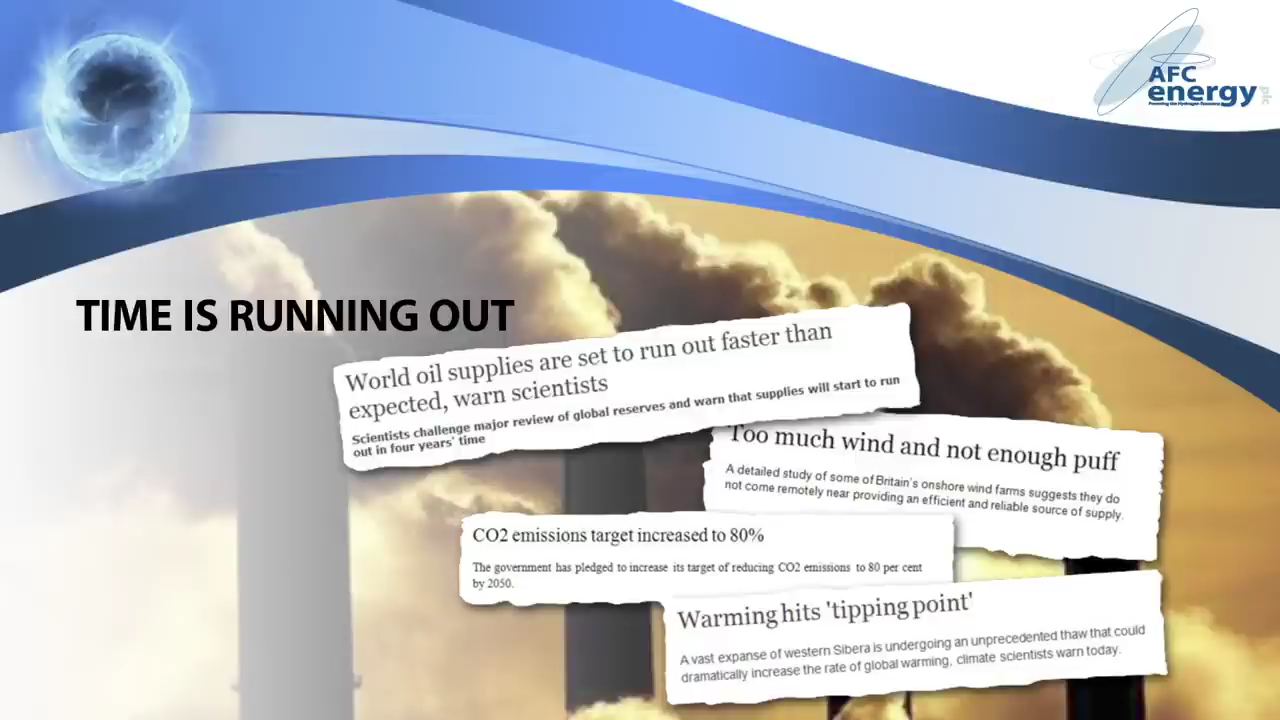 AFC
energy plc
Powering the Hydrogen Economy
TIME IS RUNNING OUT
World oil supplies are set to run out faster than
expected, warn scientists
Scientists challenge major review of global reserves and warn that supplies will start to run
out in four years' time
Too much wind and not enough puff
A detailed study of some of Britain's onshore wind farms suggests they do
not come remotely near providing an efficient and reliable source of supply.
CO2 emissions target increased to 80%
The government has pledged to increase its target of reducing CO2 emissions to 80 per cent
by 2050.
Warming hits 'tipping point'
A vast expanse of western Sibera is undergoing an unprecedented thaw that could
dramatically increase the rate of global warming, climate scientists warn today.